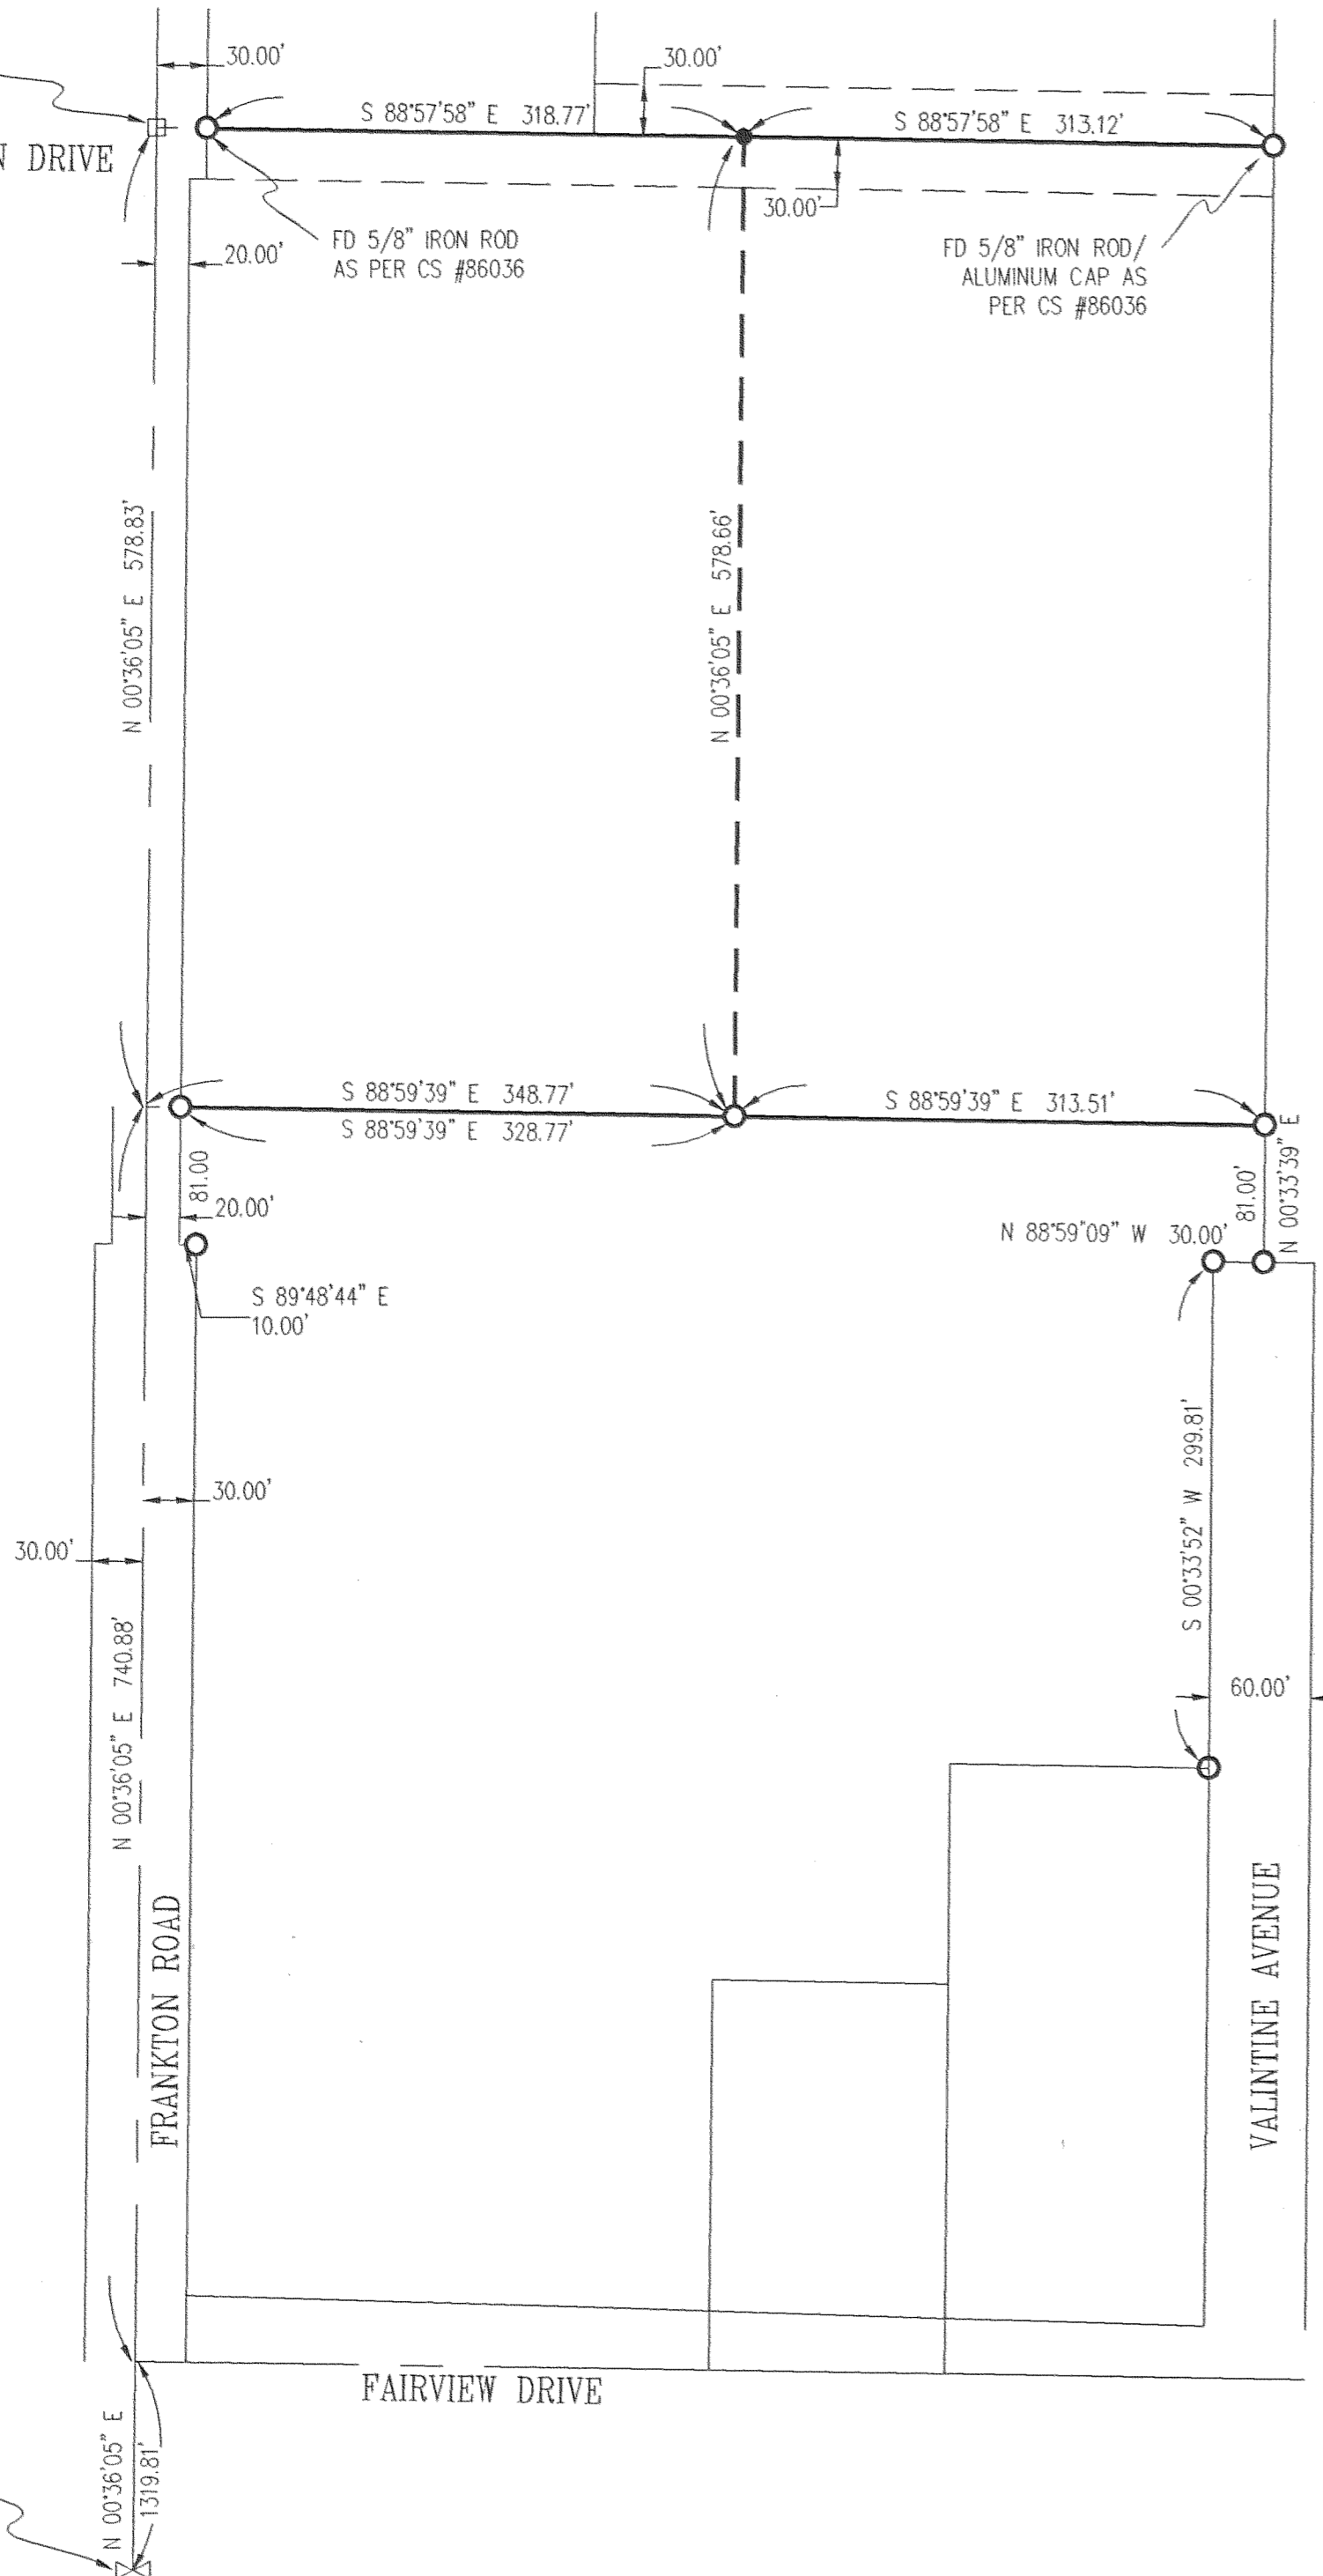 30.00'
30.00'
S 88°57'58" E 318.77'
S 88°57'58" E 313.12'
N DRIVE
30.00'
FD 5/8" IRON ROD
AS PER CS #86036
20.00'
FD 5/8" IRON ROD/
ALUMINUM CAP AS
PER CS #86036
N 00°36'05" E 578.83'
N 00°36'05" E 578.66'
S 88°59'39" E 348.77'
S 88°59'39" E 328.77'
S 88°59'39" E 313.51'
81.00
20.00'
81.00'
N 00°33'39" E
N 88°59'09" W 30.00'
S 89°48'44" E
10.00'
30.00'
30.00'
S 00°33'52" W 299.81'
N 00°36'05" E 740.88'
60.00'
FRANKTON ROAD
VALINTINE AVENUE
FAIRVIEW DRIVE
N 00°36'05" E
1319.81'